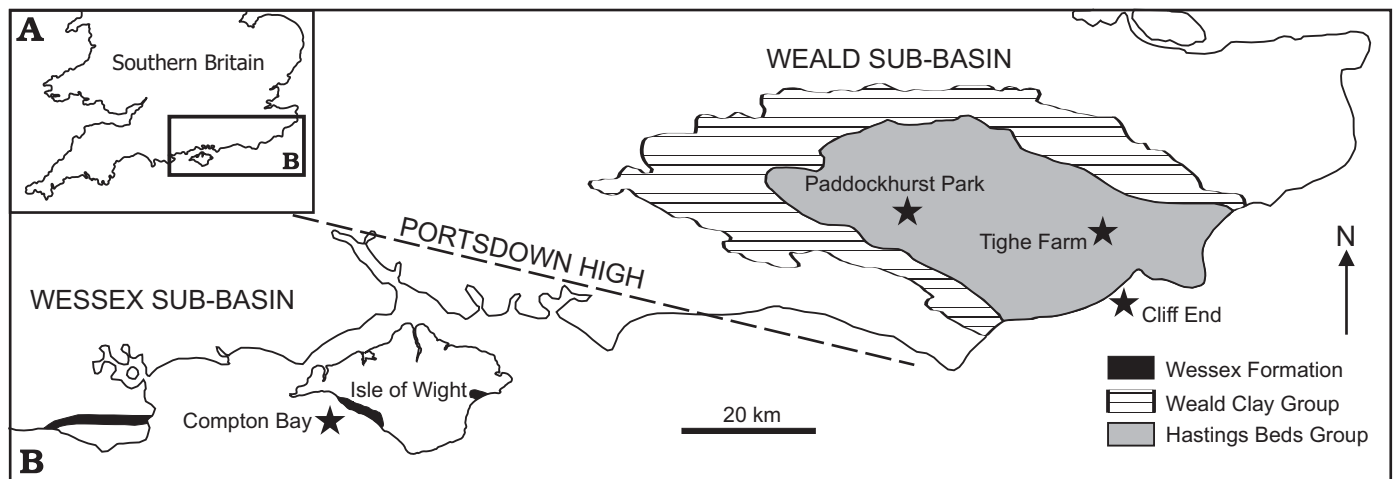 A
Southern Britain
B
WEALD SUB-BASIN
Paddockhurst Park
Tighe Farm
N
PORTSDOWN HIGH
WESSEX SUB-BASIN
Cliff End
Isle of Wight
Compton Bay
20 km
Wessex Formation
Weald Clay Group
Hastings Beds Group
B